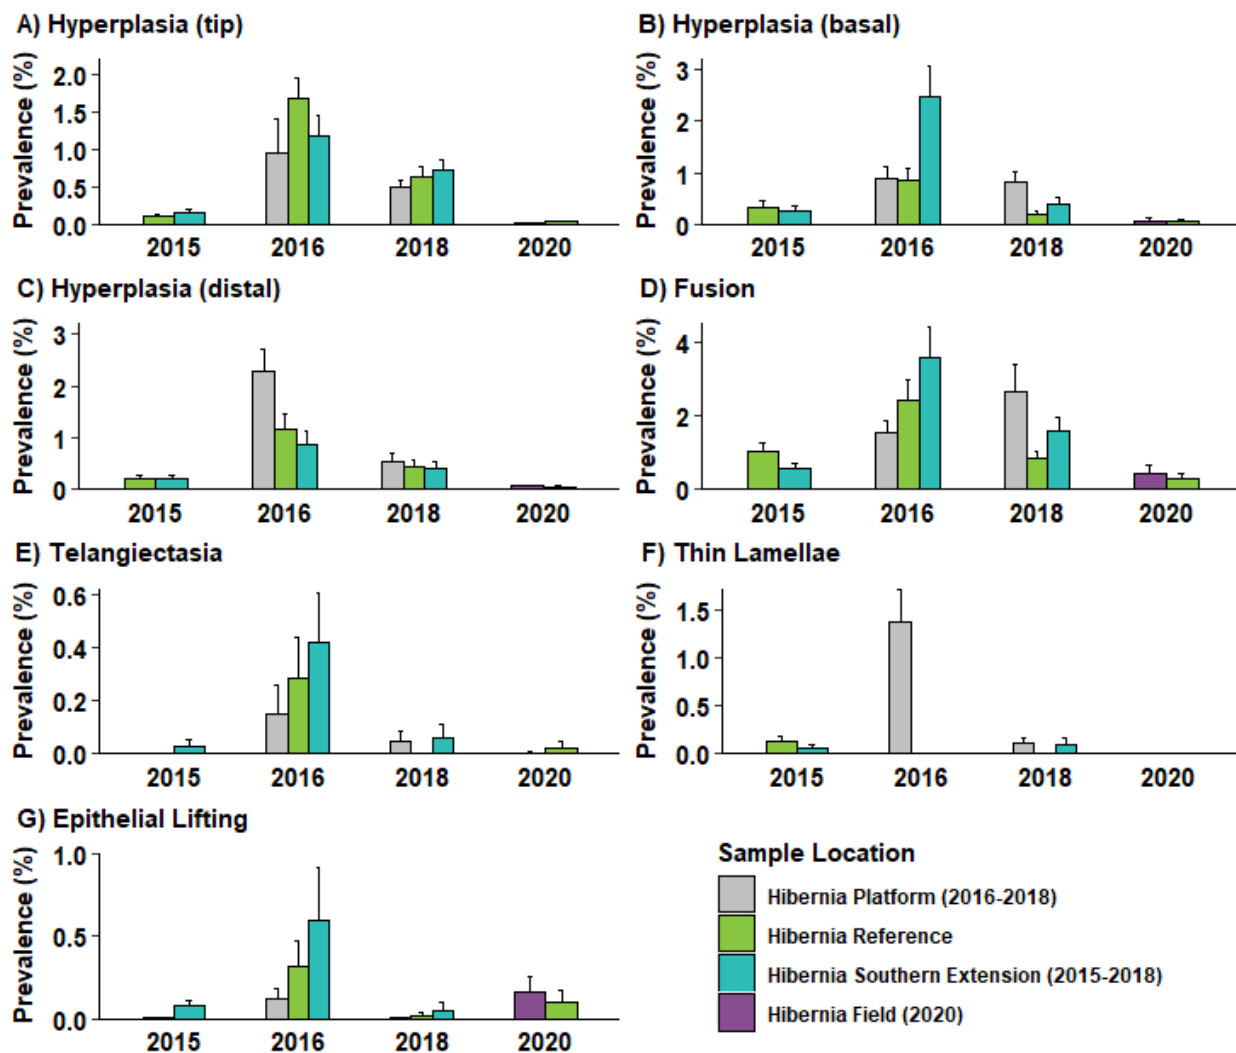 A) Hyperplasia (tip)
Prevalence (%)
2.0
1.5
1.0
0.5
0.0
2015 2016 2018 2020
B) Hyperplasia (basal)
Prevalence (%)
3
2
1
0
2015 2016 2018 2020
C) Hyperplasia (distal)
Prevalence (%)
3
2
1
0
2015 2016 2018 2020
D) Fusion
Prevalence (%)
4
2
0
2015 2016 2018 2020
E) Telangiectasia
Prevalence (%)
0.6
0.4
0.2
0.0
2015 2016 2018 2020
F) Thin Lamellae
Prevalence (%)
1.5
1.0
0.5
0.0
2015 2016 2018 2020
G) Epithelial Lifting
Prevalence (%)
1.0
0.5
0.0
2015 2016 2018 2020
Sample Location
Hibernia Platform (2016-2018)
Hibernia Reference
Hibernia Southern Extension (2015-2018)
Hibernia Field (2020)